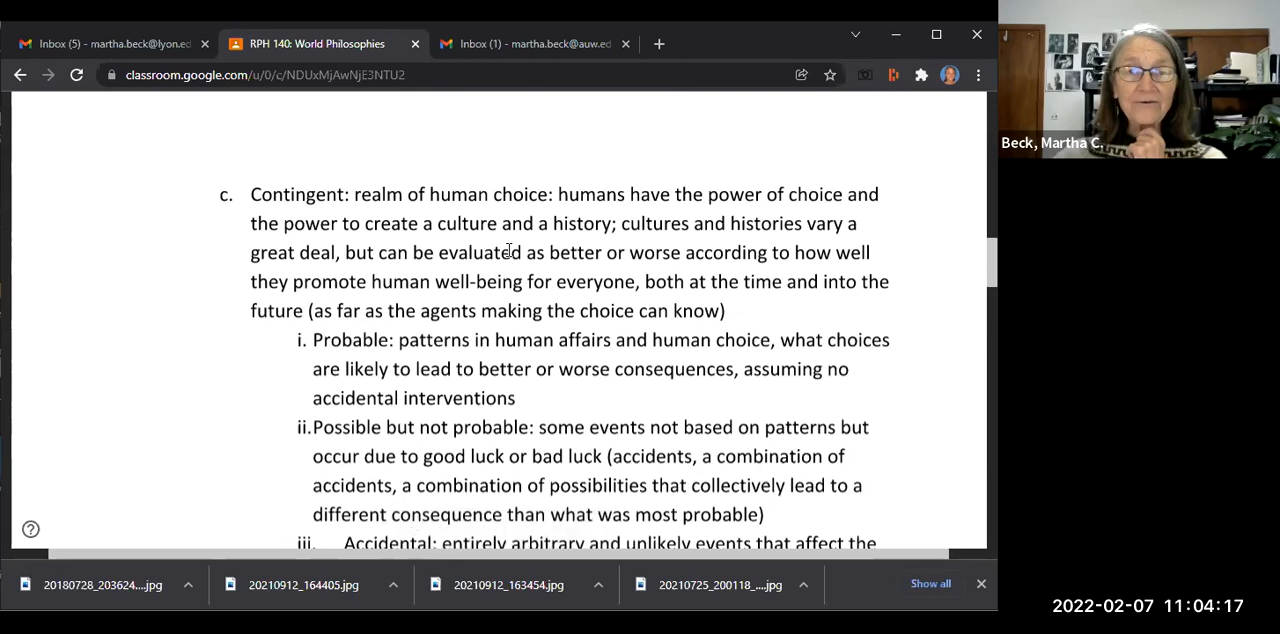 Inbox (5) - martha.beck@lyon.ed
RPH 140: World Philosophies
Inbox (1) - martha.beck@auw.ed
classroom.google.com/u/0/c/NDUxMjAwNjE3NTU2
Beck, Martha C.
c. Contingent: realm of human choice: humans have the power of choice and
the power to create a culture and a history; cultures and histories vary a
great deal, but can be evaluated as better or worse according to how well
they promote human well-being for everyone, both at the time and into the
future (as far as the agents making the choice can know)
i. Probable: patterns in human affairs and human choice, what choices
are likely to lead to better or worse consequences, assuming no
accidental interventions
ii. Possible but not probable: some events not based on patterns but
occur due to good luck or bad luck (accidents, a combination of
accidents, a combination of possibilities that collectively lead to a
different consequence than what was most probable)
iii. Accidental: entirely arbitrary and unlikely events that affect the
20180728_203624....jpg
20210912_164405.jpg
20210912_163454.jpg
20210725_200118_....jpg
Show all
2022-02-07 11:04:17